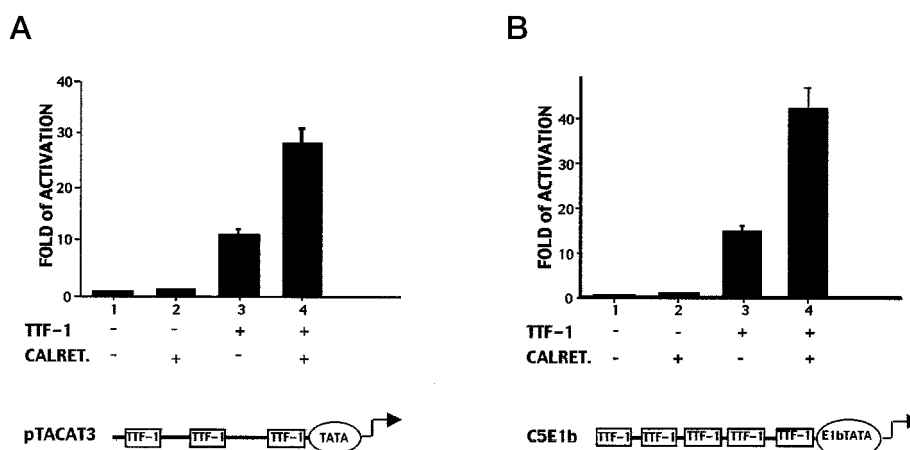 A
B
FOLD of ACTIVATION
40
30
20
10
0
1 2 3 4
TTF-1 - - + +
CALRET. - + - +
pTACAT3 TTF-1 TTF-1 TTF-1 TATA
FOLD of ACTIVATION
40
30
20
10
0
1 2 3 4
TTF-1 - - + +
CALRET. - + - +
C5E1b TTF-1 TTF-1 TTF-1 TTF-1 TTF-1 E1bTATA